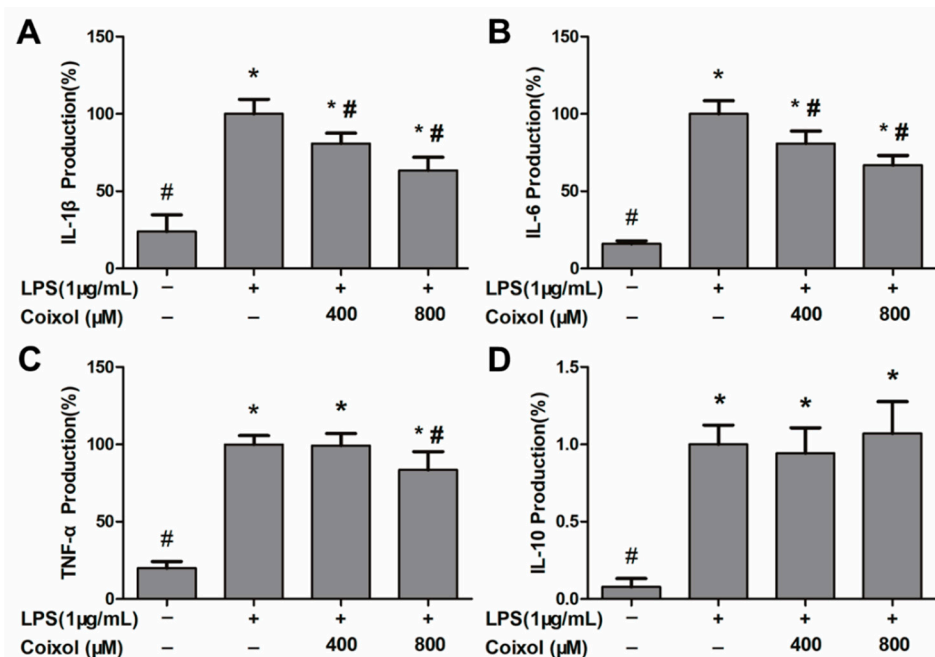 A
IL-1β Production(%)
150
100
50
0
*
* #
* #
#
LPS(1µg/mL) – + + +
Coixol (µM) – – 400 800
B
IL-6 Production(%)
150
100
50
0
*
* #
* #
#
LPS(1µg/mL) – + + +
Coixol (µM) – – 400 800
C
TNF-α Production(%)
150
100
50
0
* *
* #
#
LPS(1µg/mL) – + + +
Coixol (µM) – – 400 800
D
IL-10 Production(%)
1.5
1.0
0.5
0.0
*
* *
#
LPS(1µg/mL) – + + +
Coixol (µM) – – 400 800